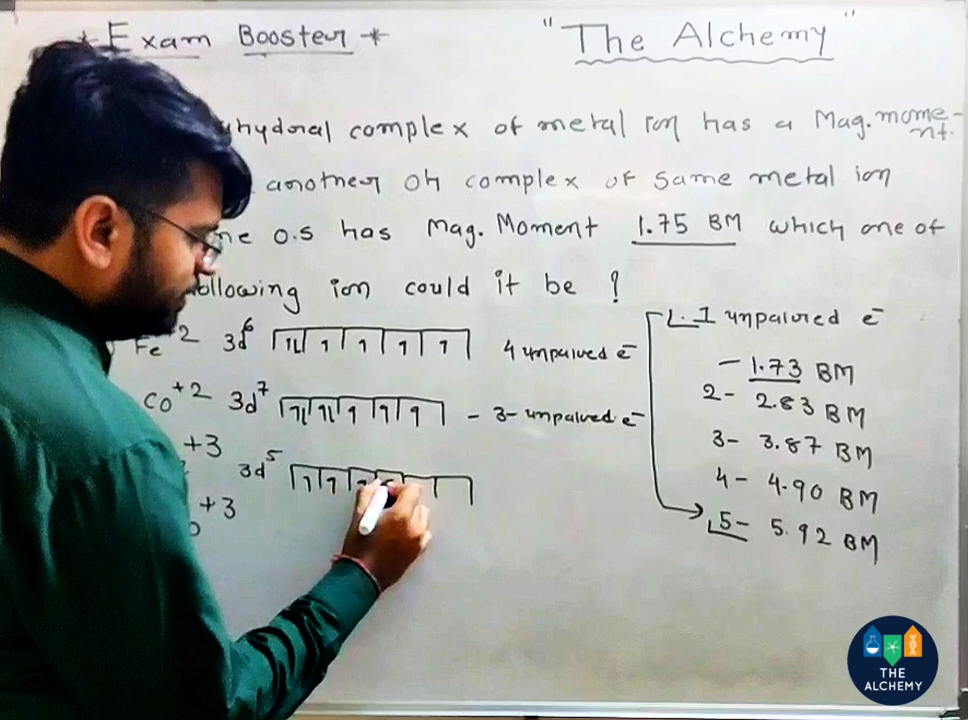 * Exam Booster *
"The Alchemy"
hydoral complex of metal ion has a Mag. mome-
nt.
another Oh complex of same metal ion
o.s has Mag. Moment 1.75 BM which one of
ollowing ion could it be ?
Fe +2 3d6 4 unpaired e-
Co+2 3d7 - 3-unpaired e-
+3 3d5
+3
1 unpaired e-
- 1.73 BM
2- 2.83 BM
3- 3.87 BM
4- 4.90 BM
5- 5.92 BM
THE
ALCHEMY